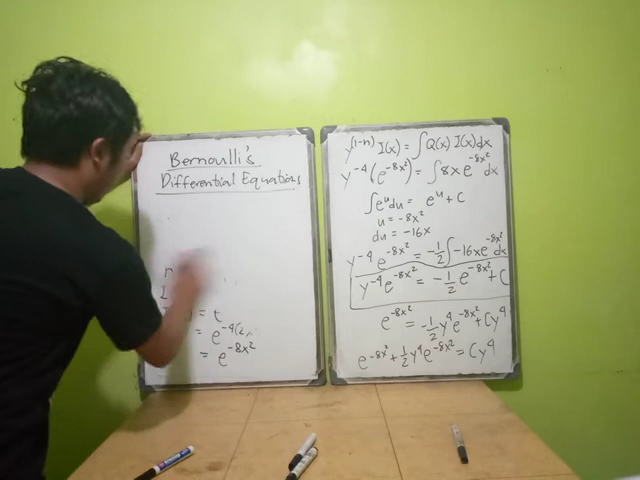 Bernoulli's
Differential Equations
= t
= e^-4(
= e^-8x²
y^(1-n) I(x) = ∫Q(x) I(x)dx
y^-4 (e^-8x²) = ∫8x e^-8x² dx
∫e^u du = e^u + C
u = -8x²
du = -16x
y^-4 e^-8x² = -1/2 ∫-16x e^-8x² dx
y^-4 e^-8x² = -1/2 e^-8x² + C
e^-8x² = -1/2 y^4 e^-8x² + Cy^4
e^-8x² + 1/2 y^4 e^-8x² = Cy^4